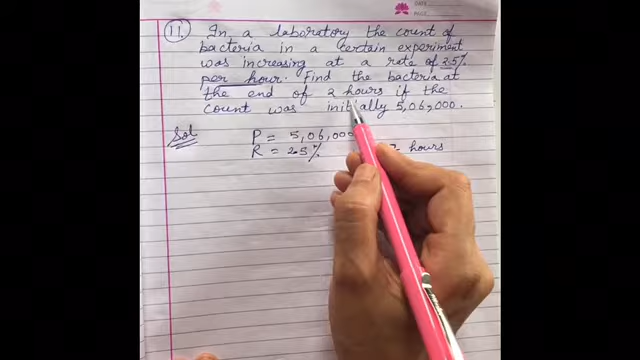 DATE
PAGE
11. In a laboratory the count of
bacteria in a certain experiment
was increasing at a rate of 2.5%
per hour. Find the bacteria at
the end of 2 hours if the
count was initially 5,06,000.
Sol P = 5,06,000
R = 2.5% hours